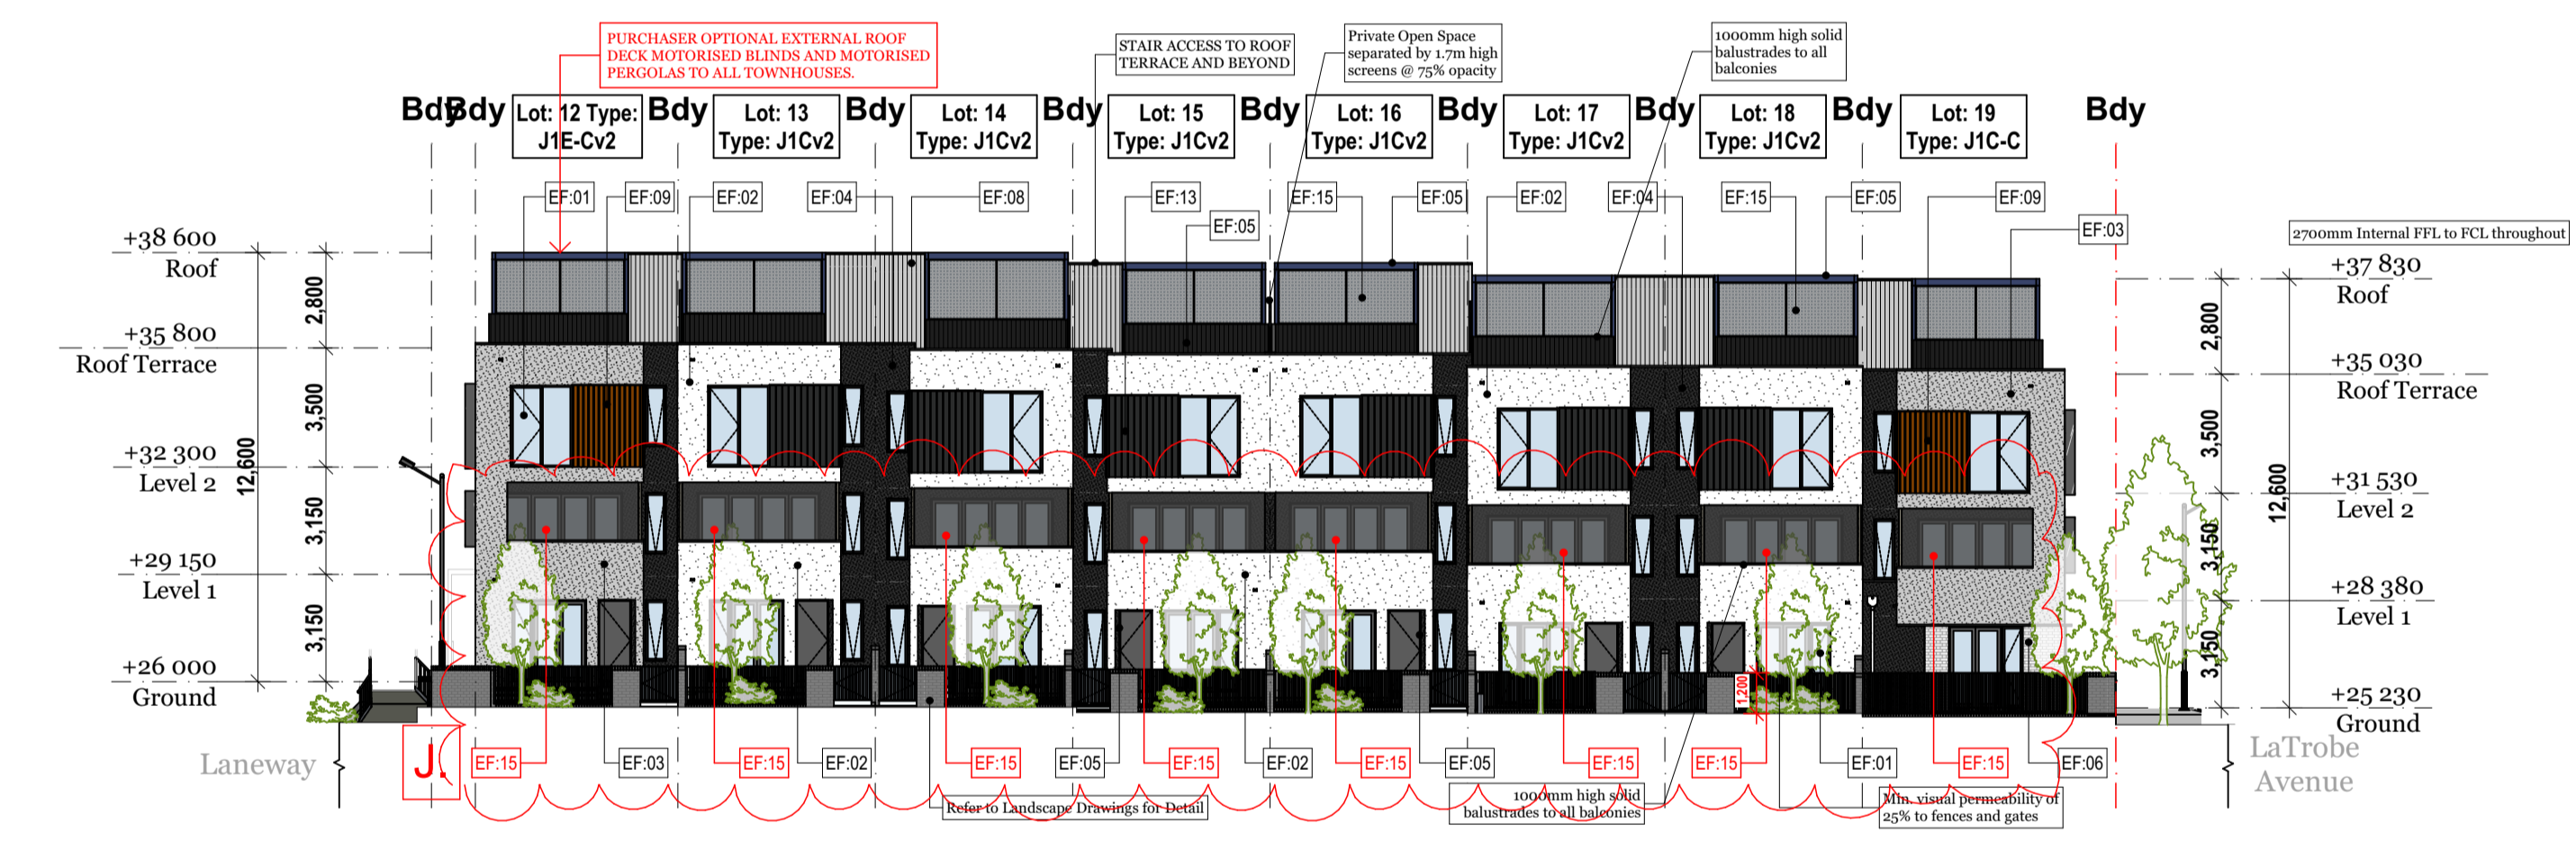 PURCHASER OPTIONAL EXTERNAL ROOF
DECK MOTORISED BLINDS AND MOTORISED
PERGOLAS TO ALL TOWNHOUSES.
STAIR ACCESS TO ROOF
TERRACE AND BEYOND
Private Open Space
separated by 1.7m high
screens @ 75% opacity
1000mm high solid
balustrades to all
balconies
Bdy
Bdy
Lot: 12 Type:
J1E-Cv2
Bdy
Lot: 13
Type: J1Cv2
Bdy
Lot: 14
Type: J1Cv2
Bdy
Lot: 15
Type: J1Cv2
Bdy
Lot: 16
Type: J1Cv2
Bdy
Lot: 17
Type: J1Cv2
Bdy
Lot: 18
Type: J1Cv2
Bdy
Lot: 19
Type: J1C-C
Bdy
EF:01
EF:09
EF:02
EF:04
EF:08
EF:13
EF:05
EF:15
EF:05
EF:02
EF:04
EF:15
EF:05
EF:09
EF:03
2700mm Internal FFL to FCL throughout
+38 600
Roof
+35 800
Roof Terrace
+32 300
Level 2
+29 150
Level 1
+26 000
Ground
12,600
2,800
3,500
3,150
3,150
+37 830
Roof
+35 030
Roof Terrace
+31 530
Level 2
+28 380
Level 1
+25 230
Ground
2,800
3,500
3,150
3,150
12,600
1,200
Laneway
J.
EF:15
EF:03
EF:15
EF:02
EF:15
EF:05
EF:15
EF:02
EF:15
EF:05
EF:15
EF:15
EF:01
EF:15
EF:06
LaTrobe
Avenue
Refer to Landscape Drawings for Detail
1000mm high solid
balustrades to all balconies
Min. visual permeability of
25% to fences and gates